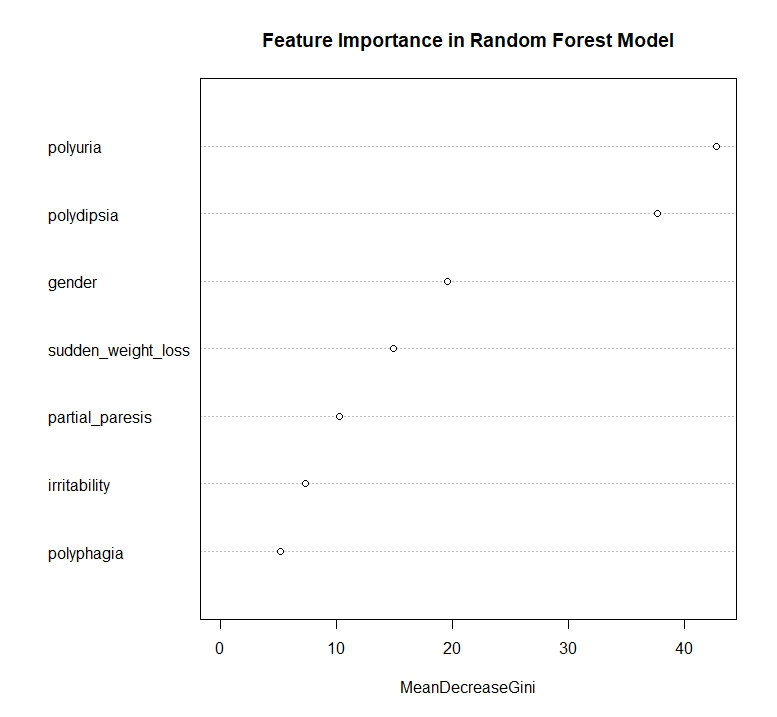 Feature Importance in Random Forest Model
polyuria
polydipsia
gender
sudden_weight_loss
partial_paresis
irritability
polyphagia
0 10 20 30 40
MeanDecreaseGini